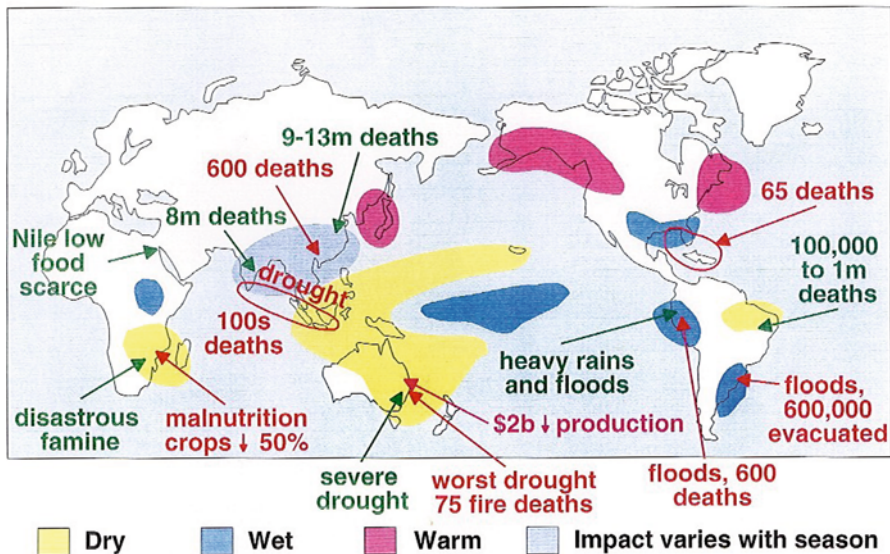 9-13m deaths
600 deaths
8m deaths
65 deaths
Nile low
food
scarce
100,000
to 1m
deaths
drought
100s
deaths
heavy rains
and floods
disastrous
famine
malnutrition
crops ↓ 50%
$2b ↓ production
floods,
600,000
evacuated
severe
drought
worst drought
75 fire deaths
floods, 600
deaths
Dry
Wet
Warm
Impact varies with season